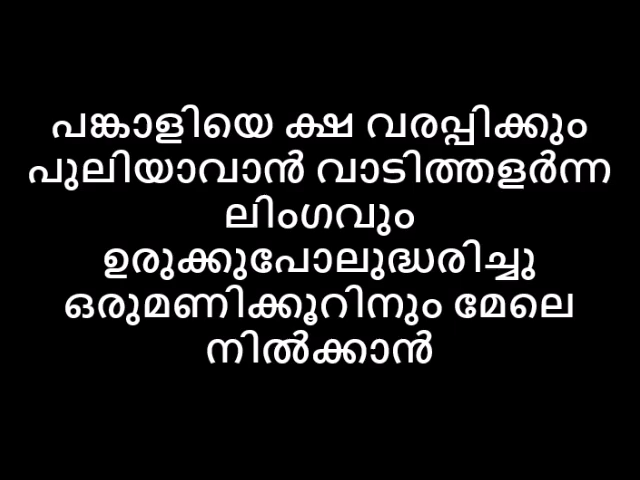 പങ്കാളിയെ ക്ഷ വരപ്പിക്കും
പുലിയാവാൻ വാടിത്തളർന്ന
ലിംഗവും
ഉരുക്കുപോലുദ്ധരിച്ചു
ഒരുമണിക്കൂറിനും മേലെ
നിൽക്കാൻ